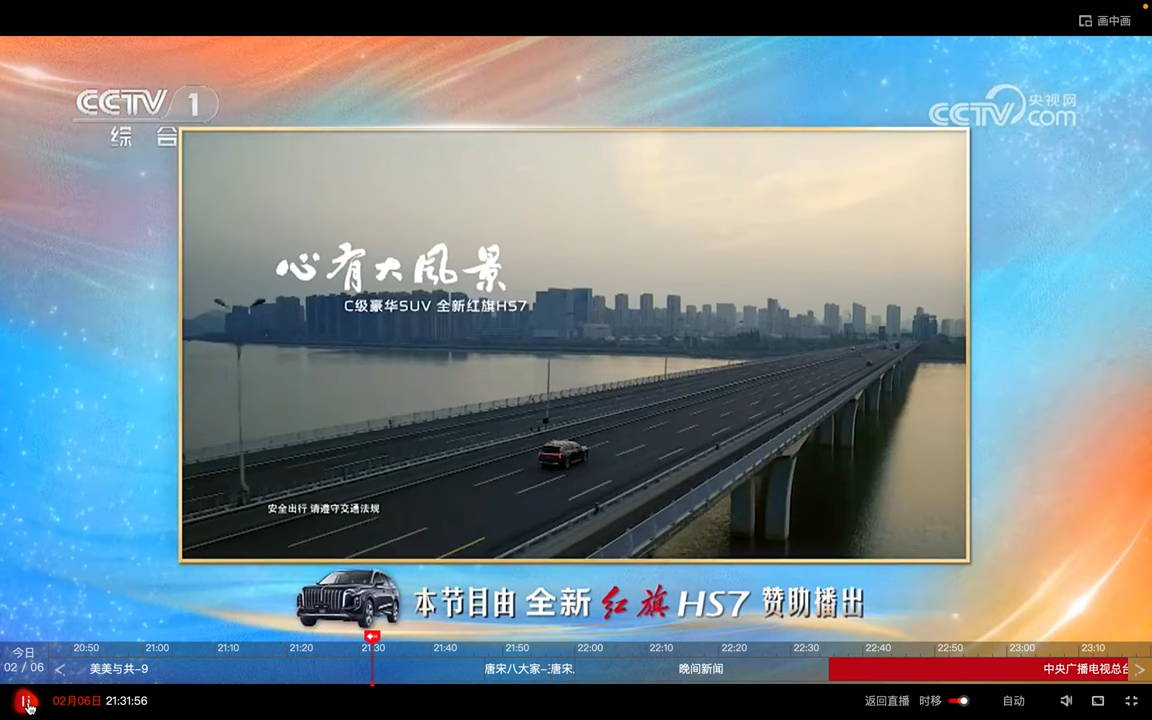 画中画
CCTV 1
综 合
CCTV 央视网
com
心有大风景
C级豪华SUV 全新红旗HS7
安全出行 请遵守交通法规
本节目由 全新 红旗 HS7 赞助播出
今日
02 / 06
20:50 21:00 21:10 21:20 21:30 21:40 21:50 22:00 22:10 22:20 22:30 22:40 22:50 23:00 23:10
< 美美与共-9 唐宋八大家-王唐宋. 晚间新闻 中央广播电视总台 >
02月06日 21:31:56 返回直播 时移 自动